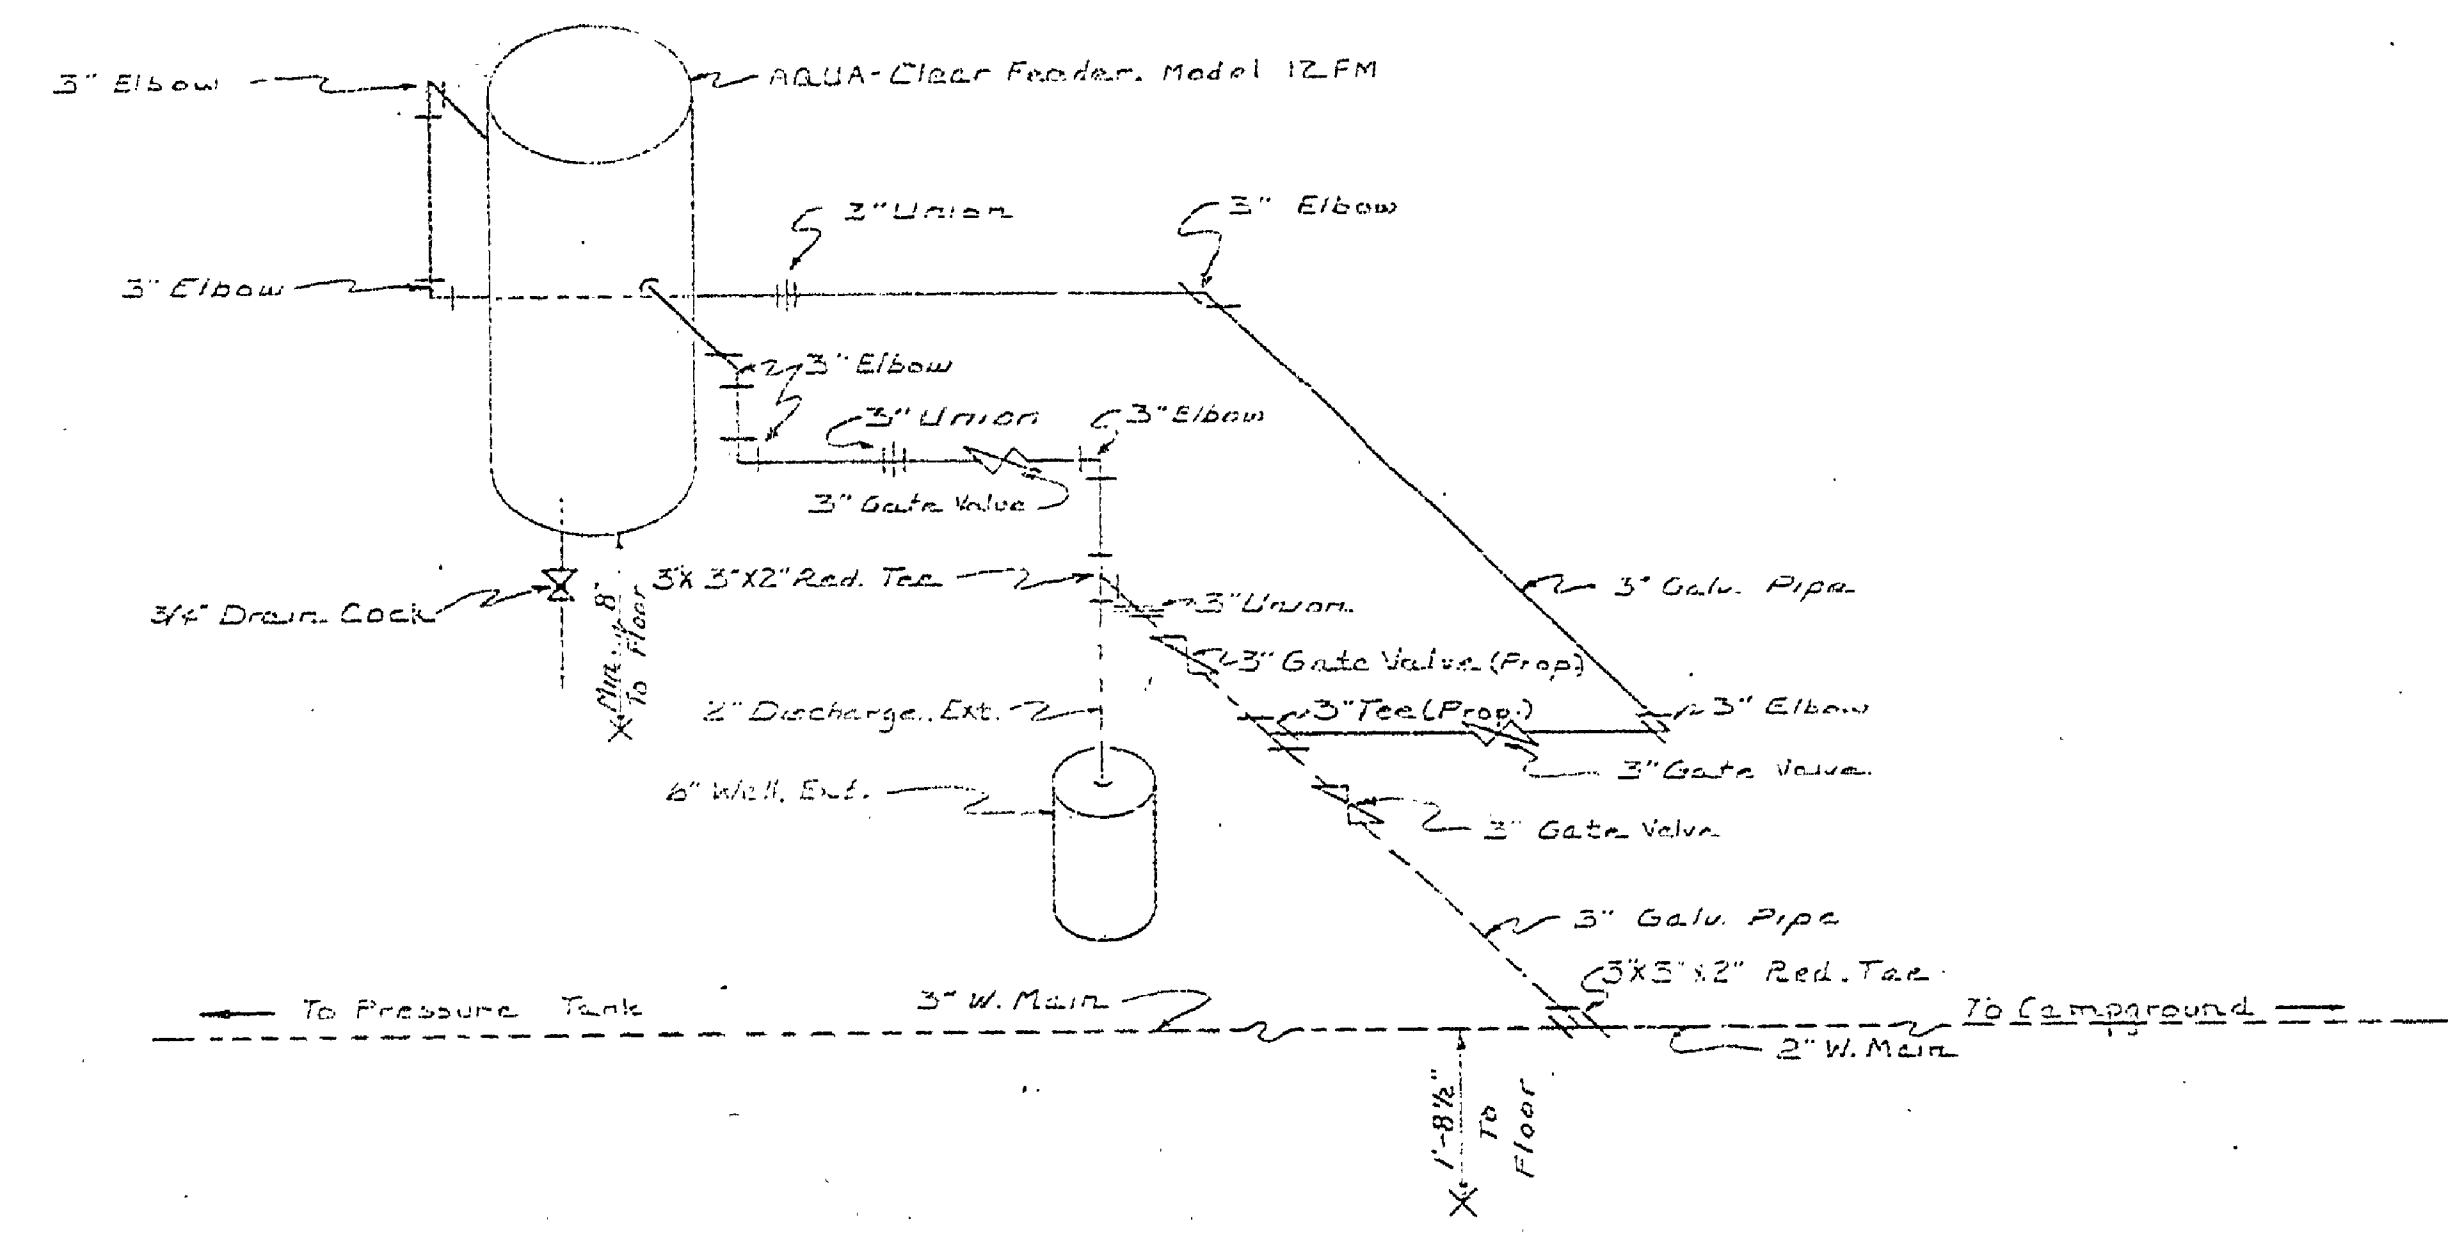 3" Elbow
AQUA-Clear Feeder. Model 12 FM
3" Union
3" Elbow
3" Elbow
3" Elbow
3" Union
3" Elbow
3" Gate Valve
3"X 3"X2" Red. Tee
3/4" Drain Cock
Min. 8"
To Floor
3" Union
3" Galv. Pipe
3" Gate Valve (Prop)
2" Discharge, Ext.
3" Tee (Prop.)
3" Elbow
3" Gate Valve
6" Well, Ext.
3" Gate Valve
3" Galv. Pipe
3"X3"X2" Red. Tee
To Pressure Tank
3" W. Main
To Campground
2" W. Main
1'-8½"
To
Floor